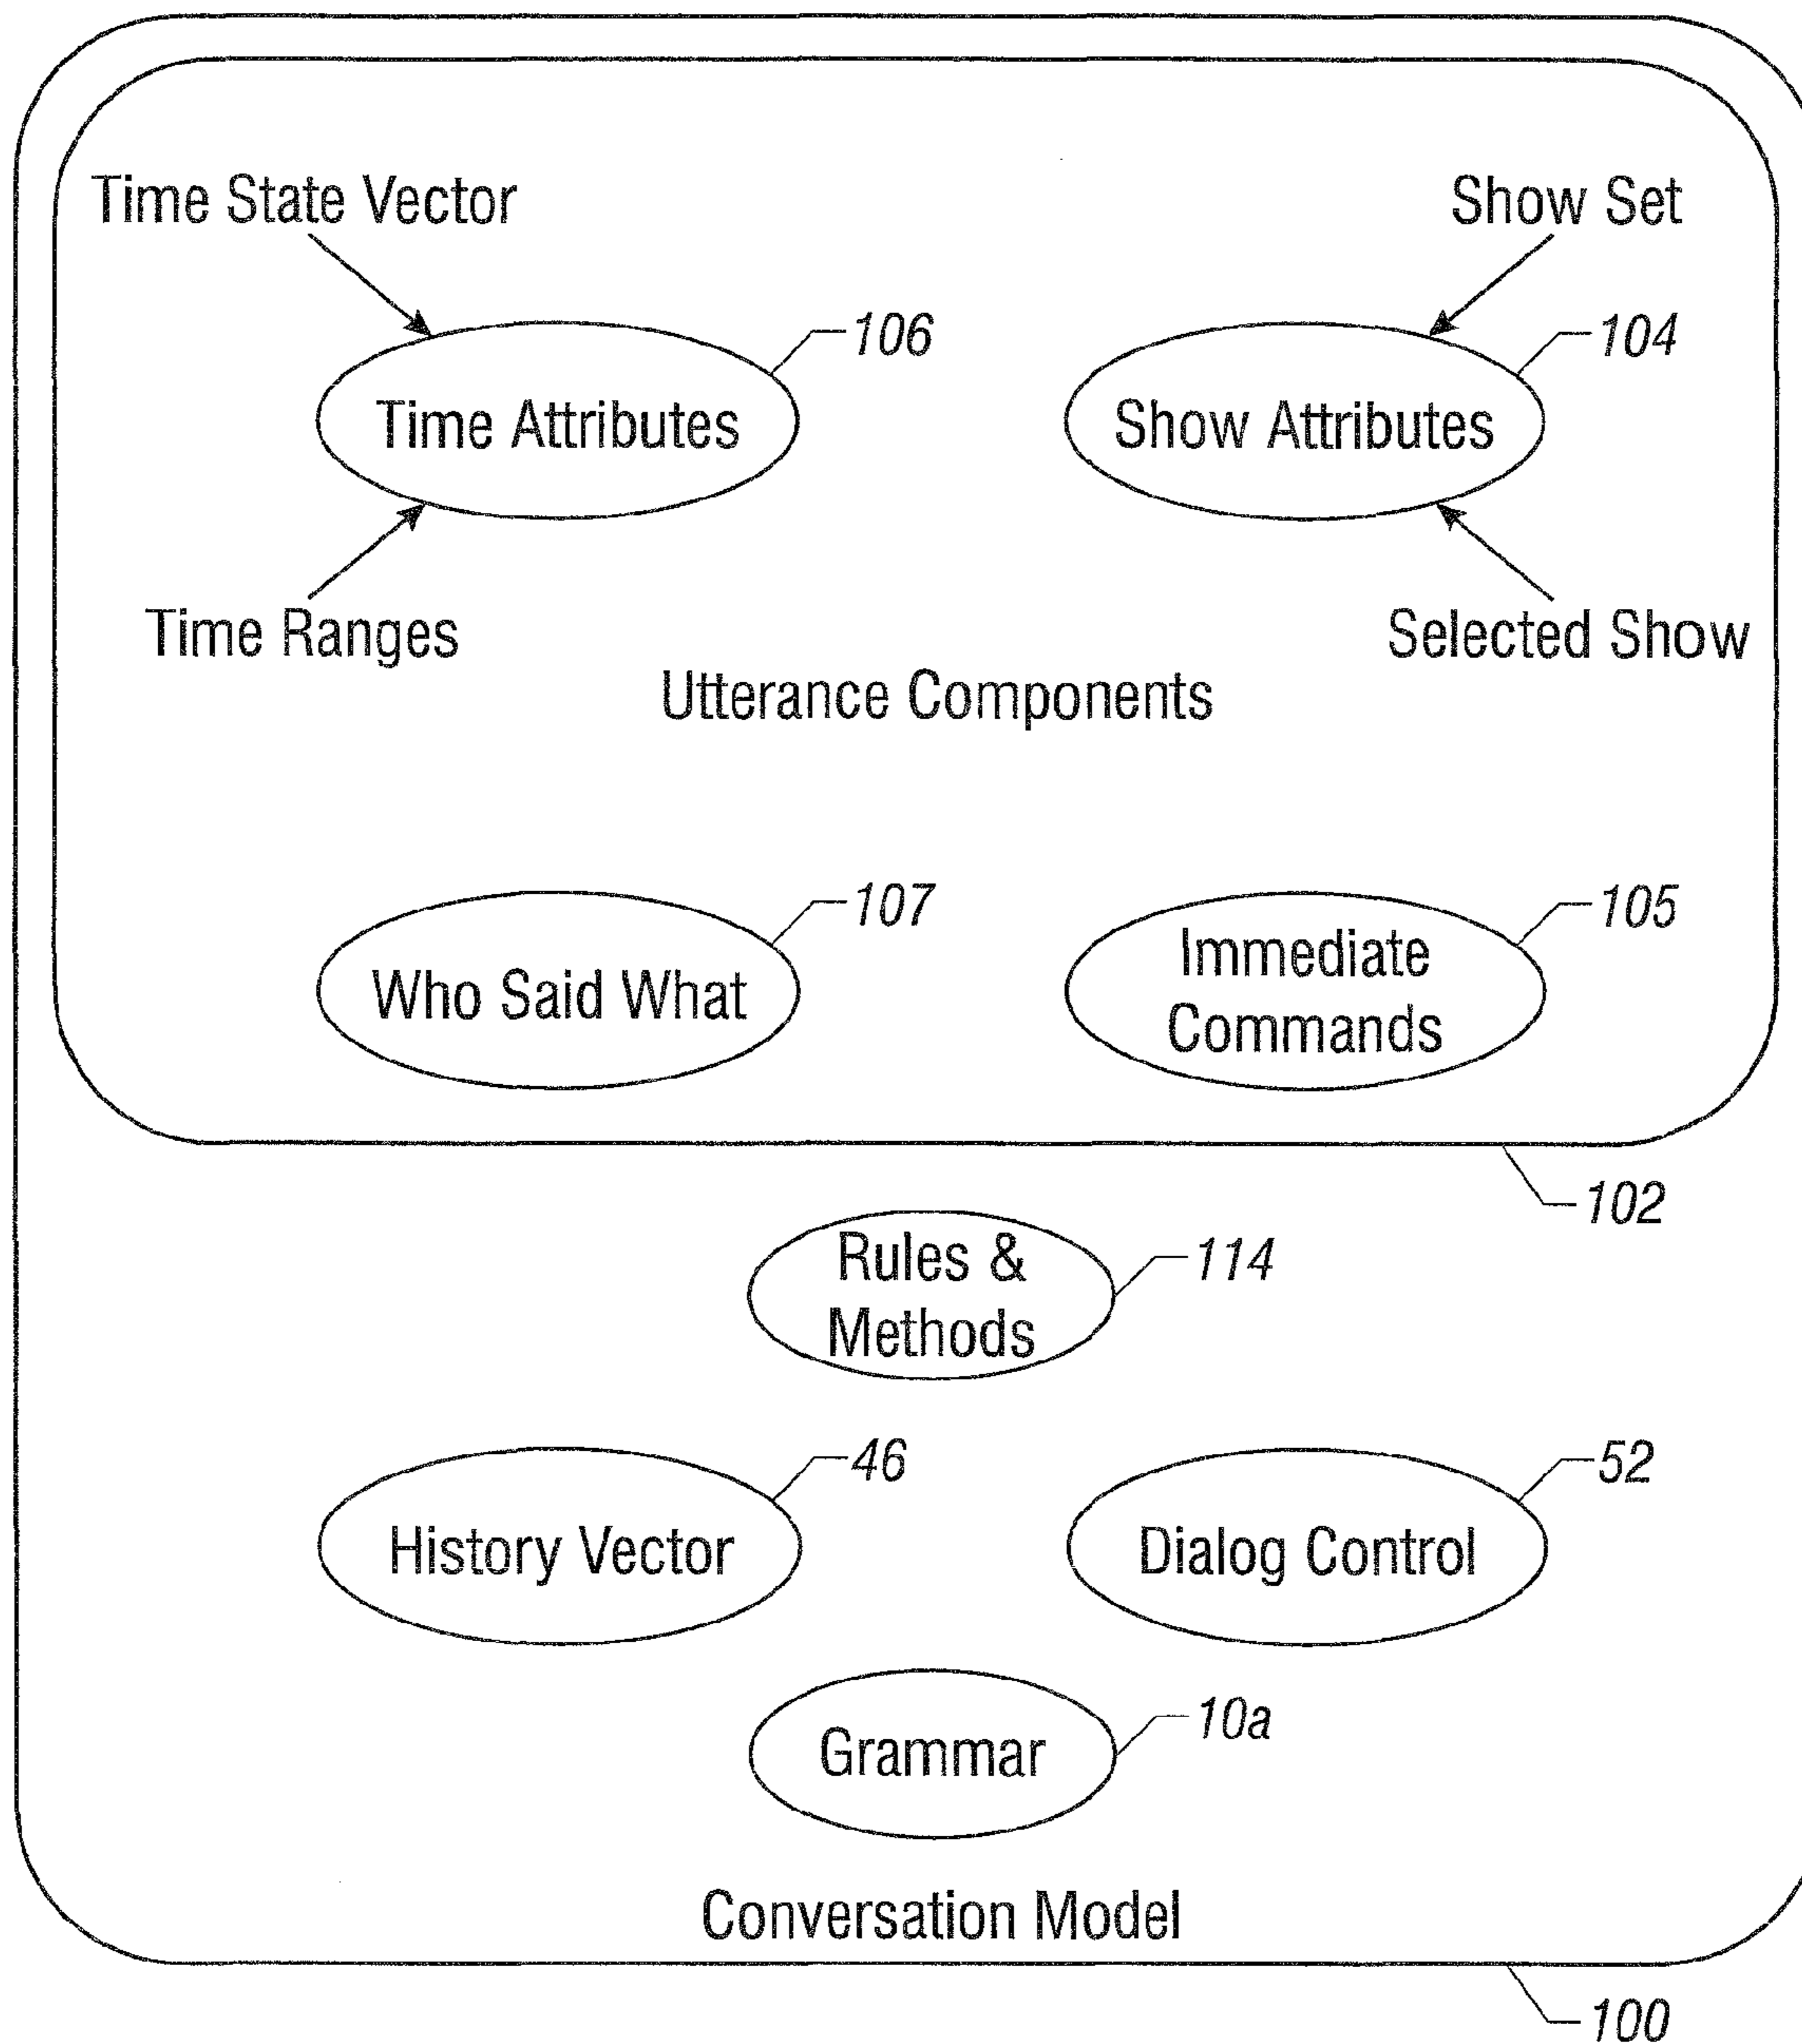 Time State Vector
Show Set
106
104
Time Attributes
Show Attributes
Time Ranges
Selected Show
Utterance Components
107
105
Who Said What
Immediate
Commands
102
Rules &
Methods
114
46
52
History Vector
Dialog Control
10a
Grammar
Conversation Model
100